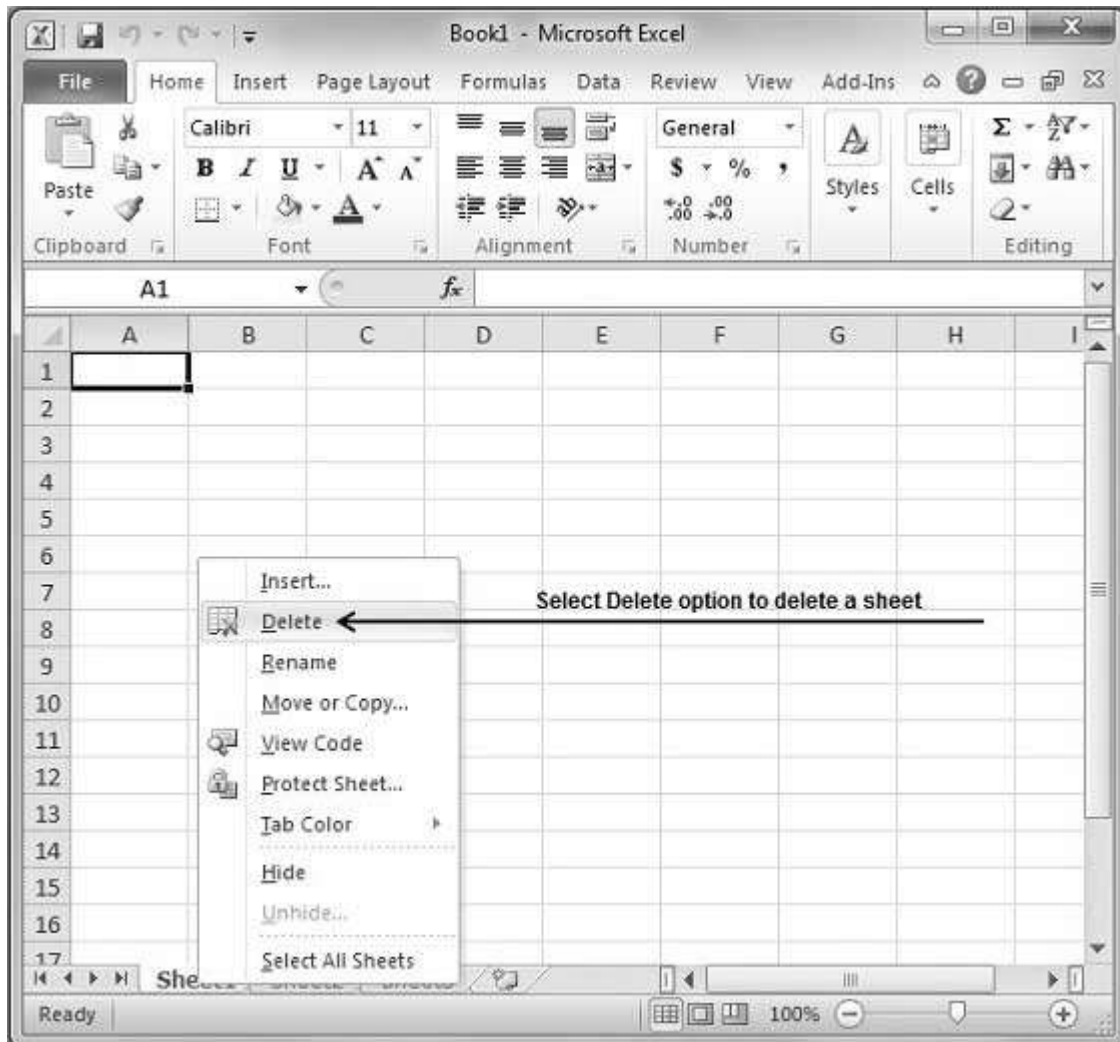 Book1 - Microsoft Excel
File Home Insert Page Layout Formulas Data Review View Add-Ins
Calibri 11 General
B I U A A $ % ,
Paste Styles Cells
Clipboard Font Alignment Number Editing
A1 fx
A B C D E F G H I
1
2
3
4
5
6
7
8
9
10
11
12
13
14
15
16
17
Insert...
Select Delete option to delete a sheet
Delete
Rename
Move or Copy...
View Code
Protect Sheet...
Tab Color
Hide
Unhide...
Select All Sheets
Ready 100%